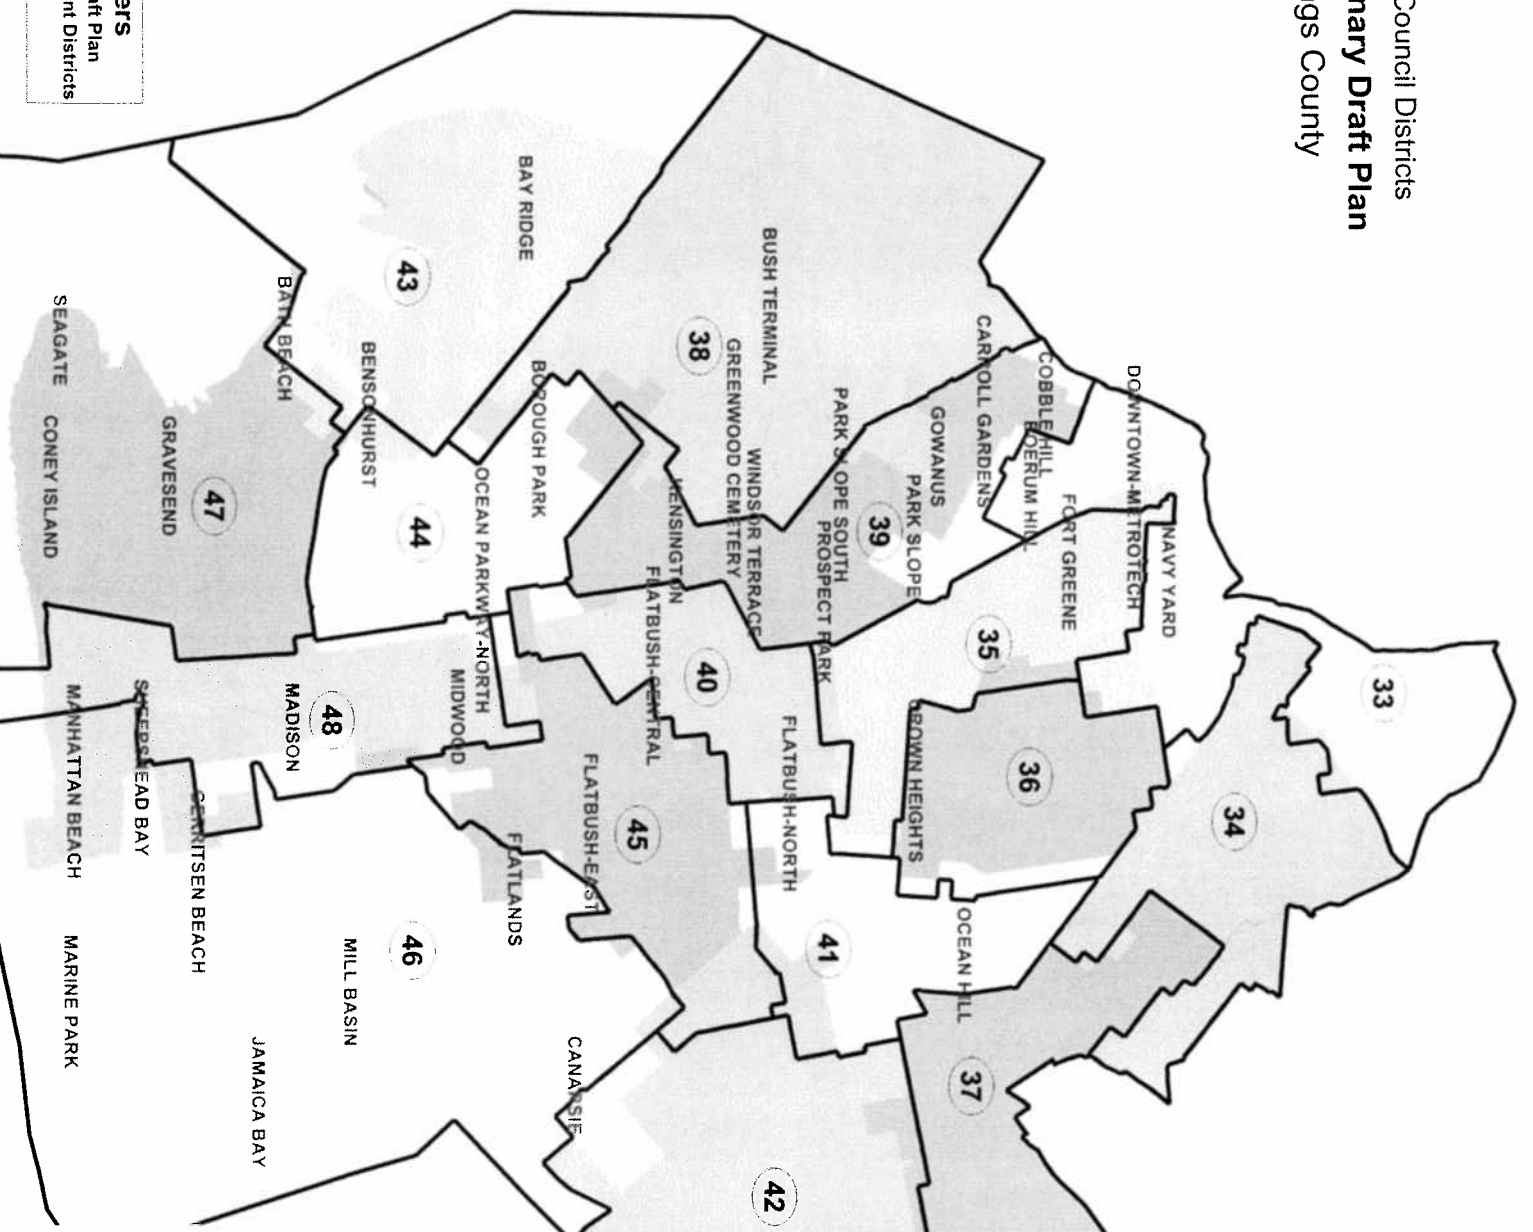 Council Districts
nary Draft Plan
gs County
ers
aft Plan
nt Districts
33
NAVY YARD
DOWNTOWN-METROTECH
FORT GREENE
COBBLE HILL
BOERUM HILL
CARROLL GARDENS
GOWANUS
PARK SLOPE
35
36
34
CROWN HEIGHTS
OCEAN HILL
37
39
PARK SLOPE SOUTH
PROSPECT PARK
BUSH TERMINAL
WINDSOR TERRACE
GREENWOOD CEMETERY
38
40
FLATBUSH-NORTH
41
42
KENSINGTON
FLATBUSH-CENTRAL
45
FLATBUSH-EAST
CANARSIE
BAY RIDGE
BOROUGH PARK
OCEAN PARKWAY-NORTH
MIDWOOD
FLATLANDS
43
44
46
BENSONHURST
48
MADISON
MILL BASIN
BATH BEACH
JAMAICA BAY
47
GRAVESEND
GERRITSEN BEACH
SHEEPSHEAD BAY
SEAGATE
CONEY ISLAND
MANHATTAN BEACH
MARINE PARK